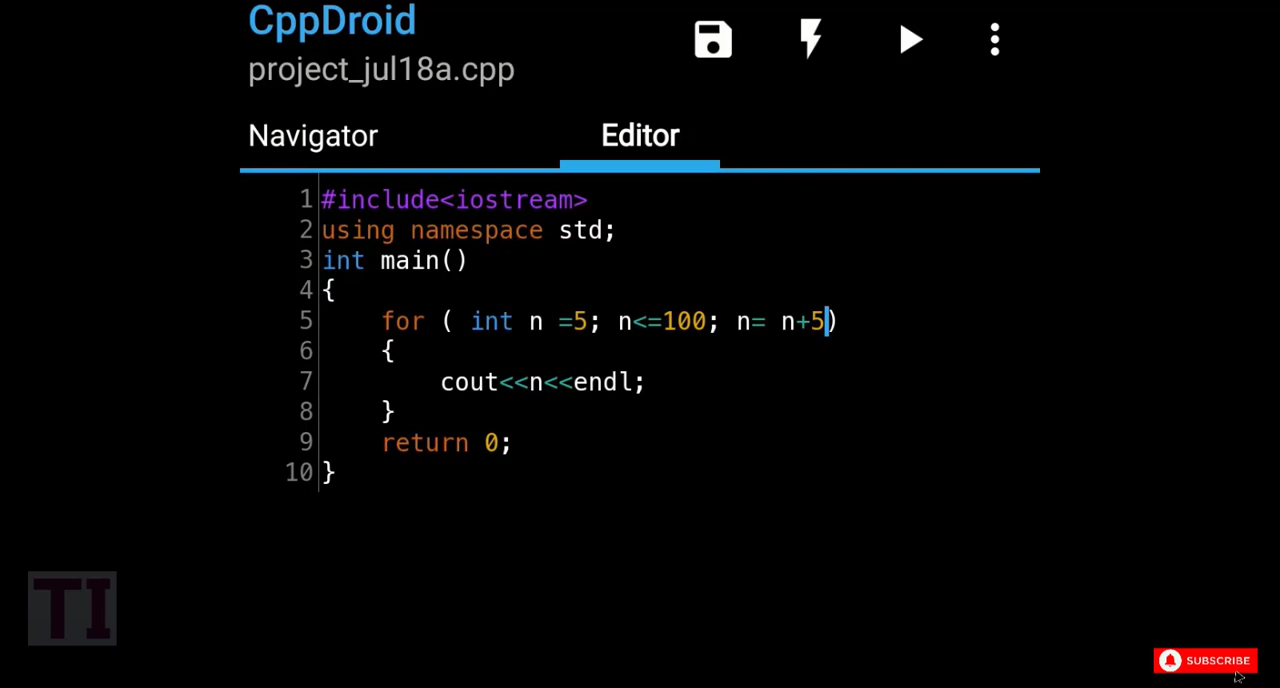 CppDroid
project_jul18a.cpp
Navigator Editor
1 #include<iostream>
2 using namespace std;
3 int main()
4 {
5     for ( int n =5; n<=100; n= n+5)
6     {
7         cout<<n<<endl;
8     }
9     return 0;
10 }
TI
SUBSCRIBE